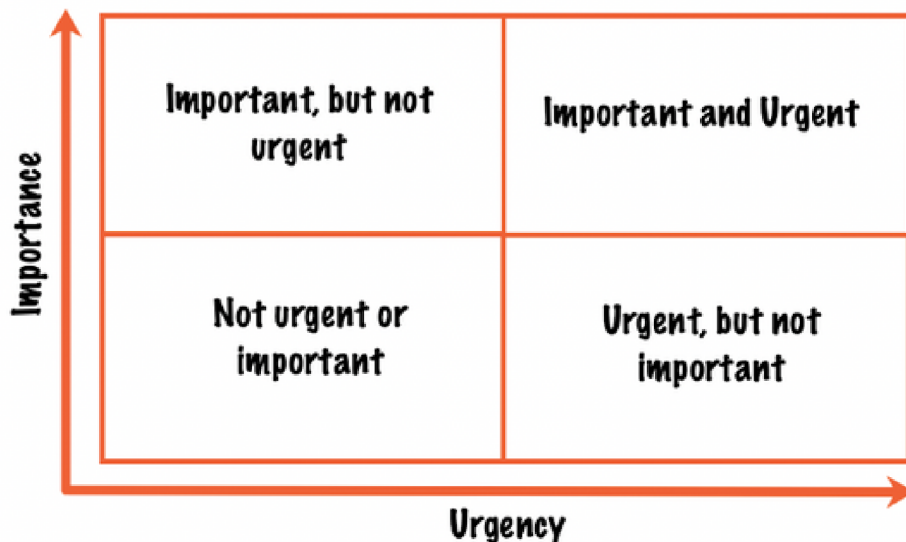 Important, but not
urgent
Important and Urgent
Importance
Not urgent or
important
Urgent, but not
important
Urgency